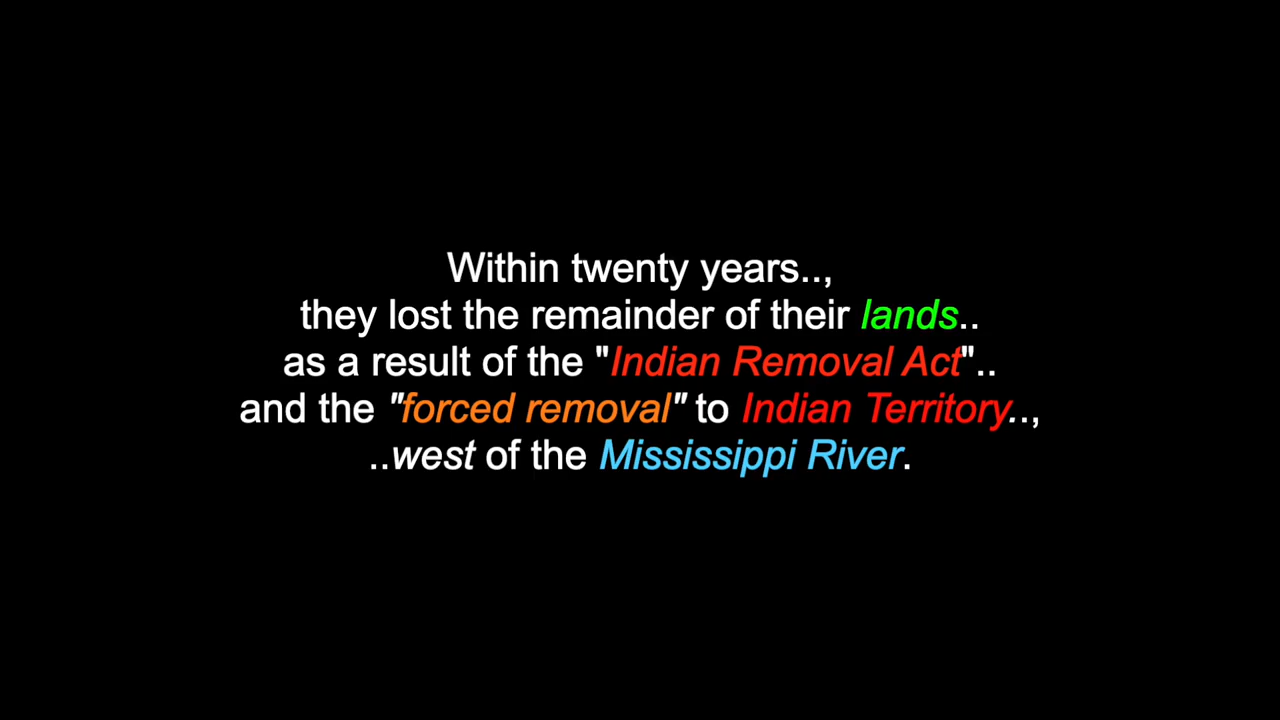 Within twenty years..,
they lost the remainder of their lands..
as a result of the "Indian Removal Act"..
and the "forced removal" to Indian Territory..,
..west of the Mississippi River.